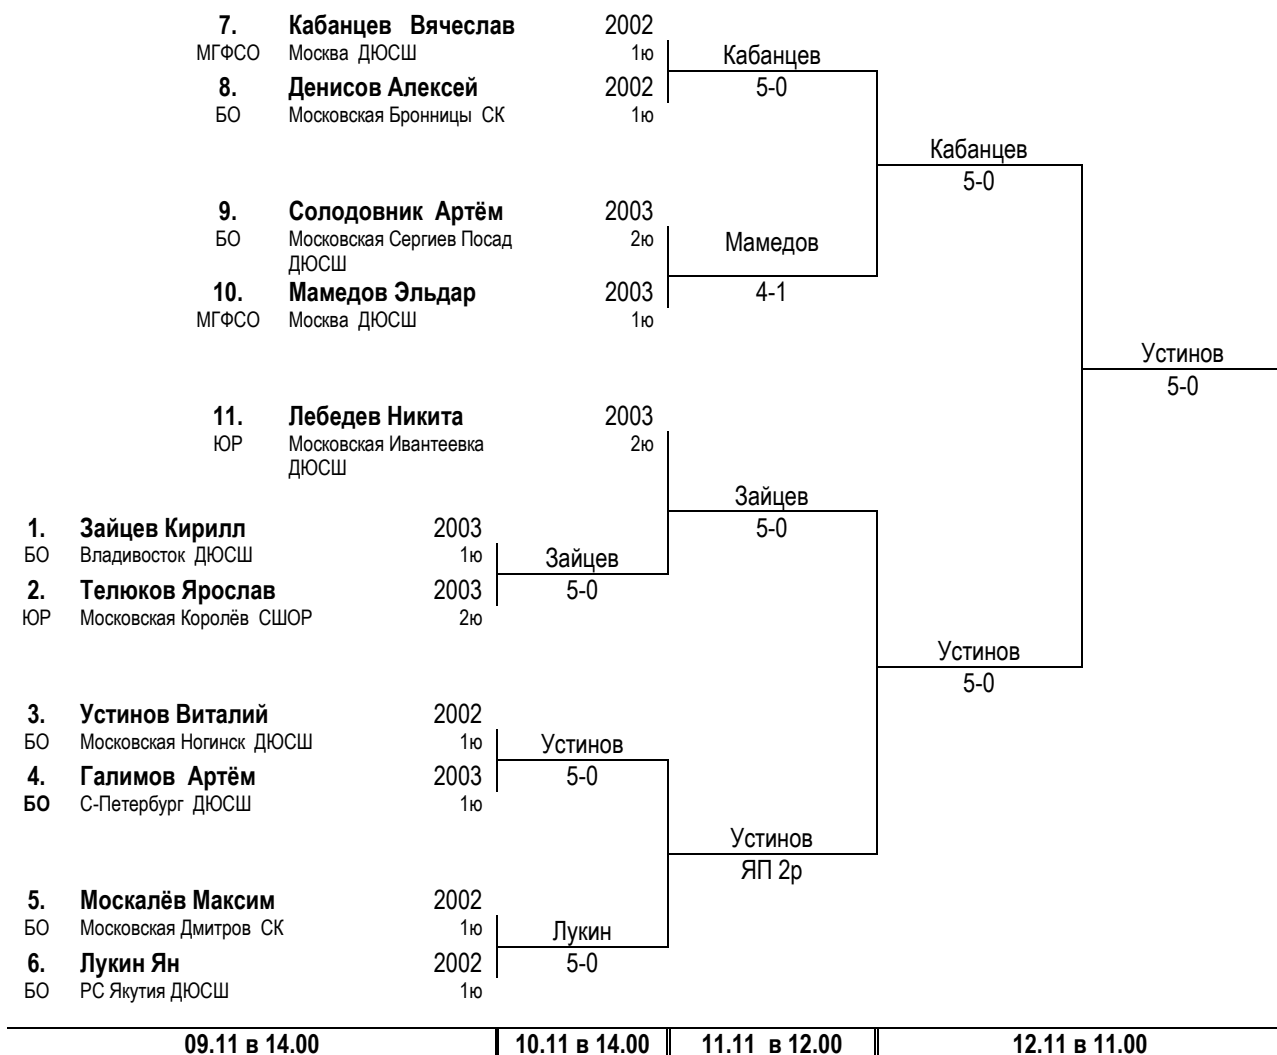 7. Кабанцев Вячеслав 2002
МГФСО Москва ДЮСШ 1ю
Кабанцев
8. Денисов Алексей 2002
5-0
БО Московская Бронницы СК 1ю
Кабанцев
5-0
9. Солодовник Артём 2003
БО Московская Сергиев Посад 2ю
ДЮСШ
Мамедов
10. Мамедов Эльдар 2003
4-1
МГФСО Москва ДЮСШ 1ю
Устинов
5-0
11. Лебедев Никита 2003
ЮР Московская Ивантеевка 2ю
ДЮСШ
Зайцев
5-0
1. Зайцев Кирилл 2003
БО Владивосток ДЮСШ 1ю
Зайцев
2. Телюков Ярослав 2003
5-0
ЮР Московская Королёв СШОР 2ю
Устинов
5-0
3. Устинов Виталий 2002
БО Московская Ногинск ДЮСШ 1ю
Устинов
4. Галимов Артём 2003
5-0
БО С-Петербург ДЮСШ 1ю
Устинов
ЯП 2р
5. Москалёв Максим 2002
БО Московская Дмитров СК 1ю
Лукин
6. Лукин Ян 2002
5-0
БО РС Якутия ДЮСШ 1ю
09.11 в 14.00 10.11 в 14.00 11.11 в 12.00 12.11 в 11.00